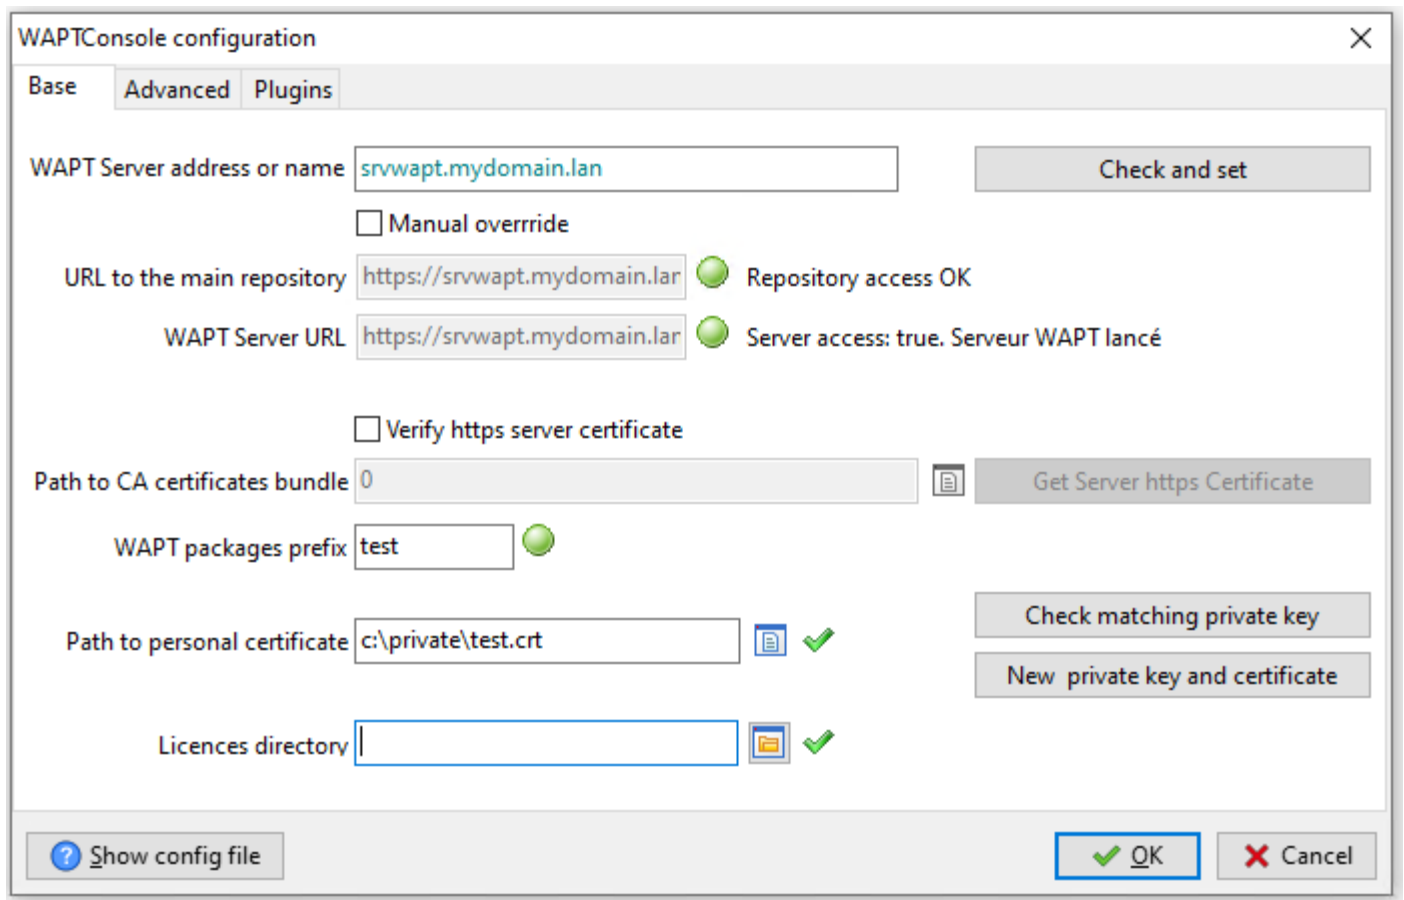 WAPTConsole configuration
Base Advanced Plugins
WAPT Server address or name srvwapt.mydomain.lan Check and set
Manual overrride
URL to the main repository https://srvwapt.mydomain.lar Repository access OK
WAPT Server URL https://srvwapt.mydomain.lar Server access: true. Serveur WAPT lancé
Verify https server certificate
Path to CA certificates bundle 0 Get Server https Certificate
WAPT packages prefix test
Check matching private key
Path to personal certificate c:\private\test.crt
New private key and certificate
Licences directory
Show config file OK Cancel